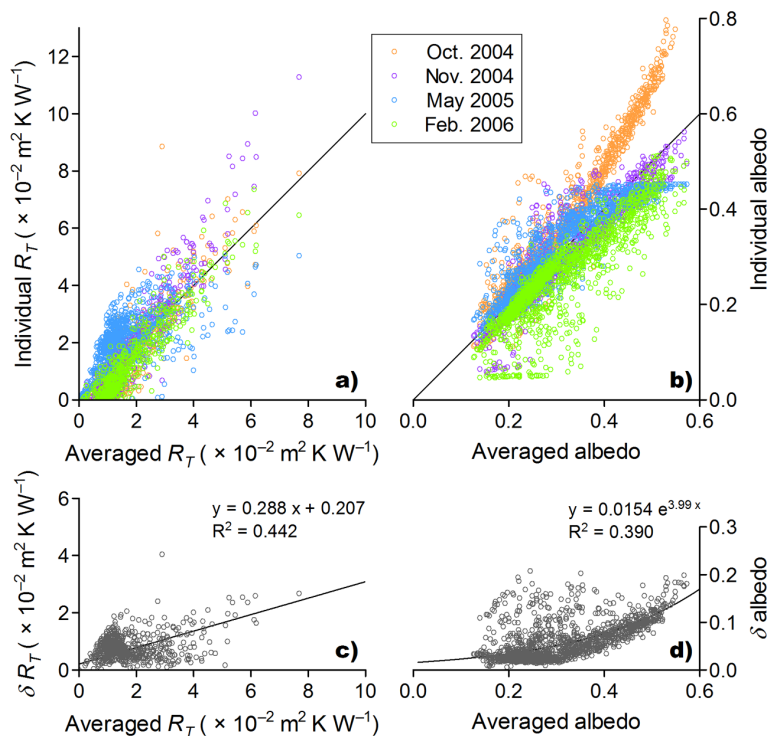 12
10
8
6
4
2
0
Individual R_T ( × 10⁻² m² K W⁻¹)
0 2 4 6 8 10
Averaged R_T ( × 10⁻² m² K W⁻¹)
a)
Oct. 2004
Nov. 2004
May 2005
Feb. 2006
0.8
0.6
0.4
0.2
0.0
Individual albedo
0.0 0.2 0.4 0.6
Averaged albedo
b)
6
4
2
0
δ R_T ( × 10⁻² m² K W⁻¹)
y = 0.288 x + 0.207
R² = 0.442
c)
0 2 4 6 8 10
Averaged R_T ( × 10⁻² m² K W⁻¹)
y = 0.0154 e³·⁹⁹ ˣ
R² = 0.390
0.3
0.2
0.1
0.0
δ albedo
d)
0.0 0.2 0.4 0.6
Averaged albedo